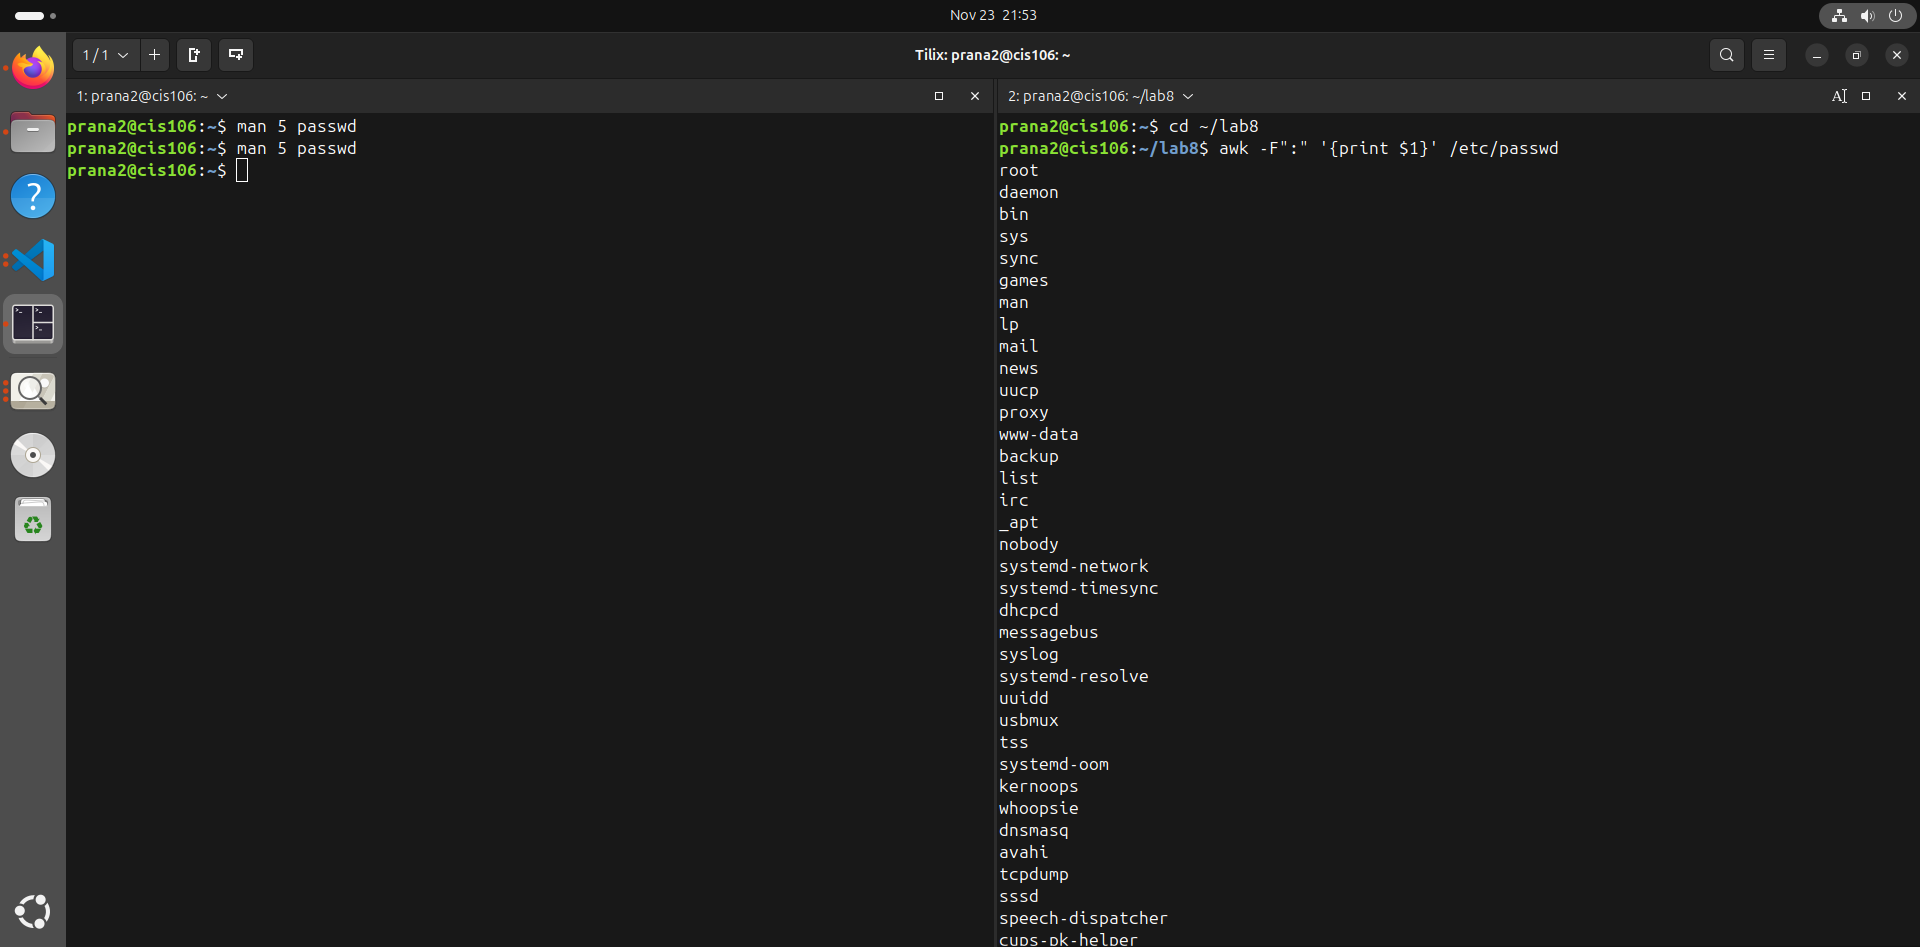 Nov 23 21:53
1 / 1
Tilix: prana2@cis106: ~
1: prana2@cis106: ~
prana2@cis106:~$ man 5 passwd
prana2@cis106:~$ man 5 passwd
prana2@cis106:~$
2: prana2@cis106: ~/lab8
prana2@cis106:~$ cd ~/lab8
prana2@cis106:~/lab8$ awk -F":" '{print $1}' /etc/passwd
root
daemon
bin
sys
sync
games
man
lp
mail
news
uucp
proxy
www-data
backup
list
irc
_apt
nobody
systemd-network
systemd-timesync
dhcpcd
messagebus
syslog
systemd-resolve
uuidd
usbmux
tss
systemd-oom
kernoops
whoopsie
dnsmasq
avahi
tcpdump
sssd
speech-dispatcher
cups-pk-helper